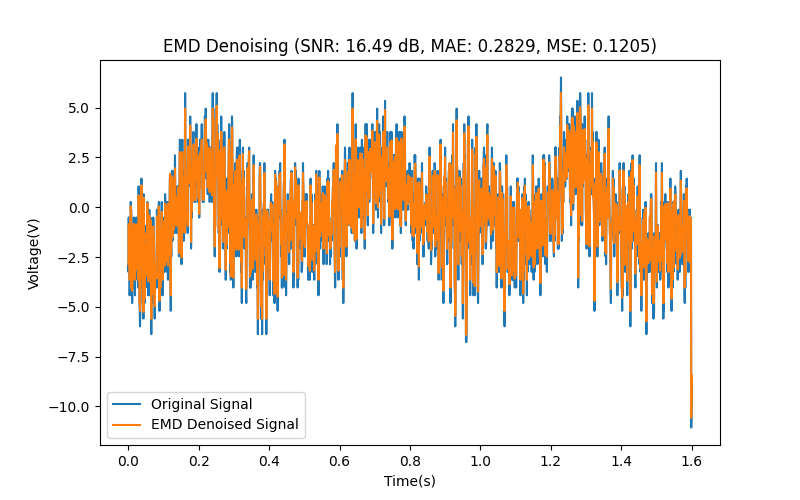 EMD Denoising (SNR: 16.49 dB, MAE: 0.2829, MSE: 0.1205)
5.0
2.5
0.0
−2.5
−5.0
−7.5
−10.0
Voltage(V)
Original Signal
EMD Denoised Signal
0.0 0.2 0.4 0.6 0.8 1.0 1.2 1.4 1.6
Time(s)